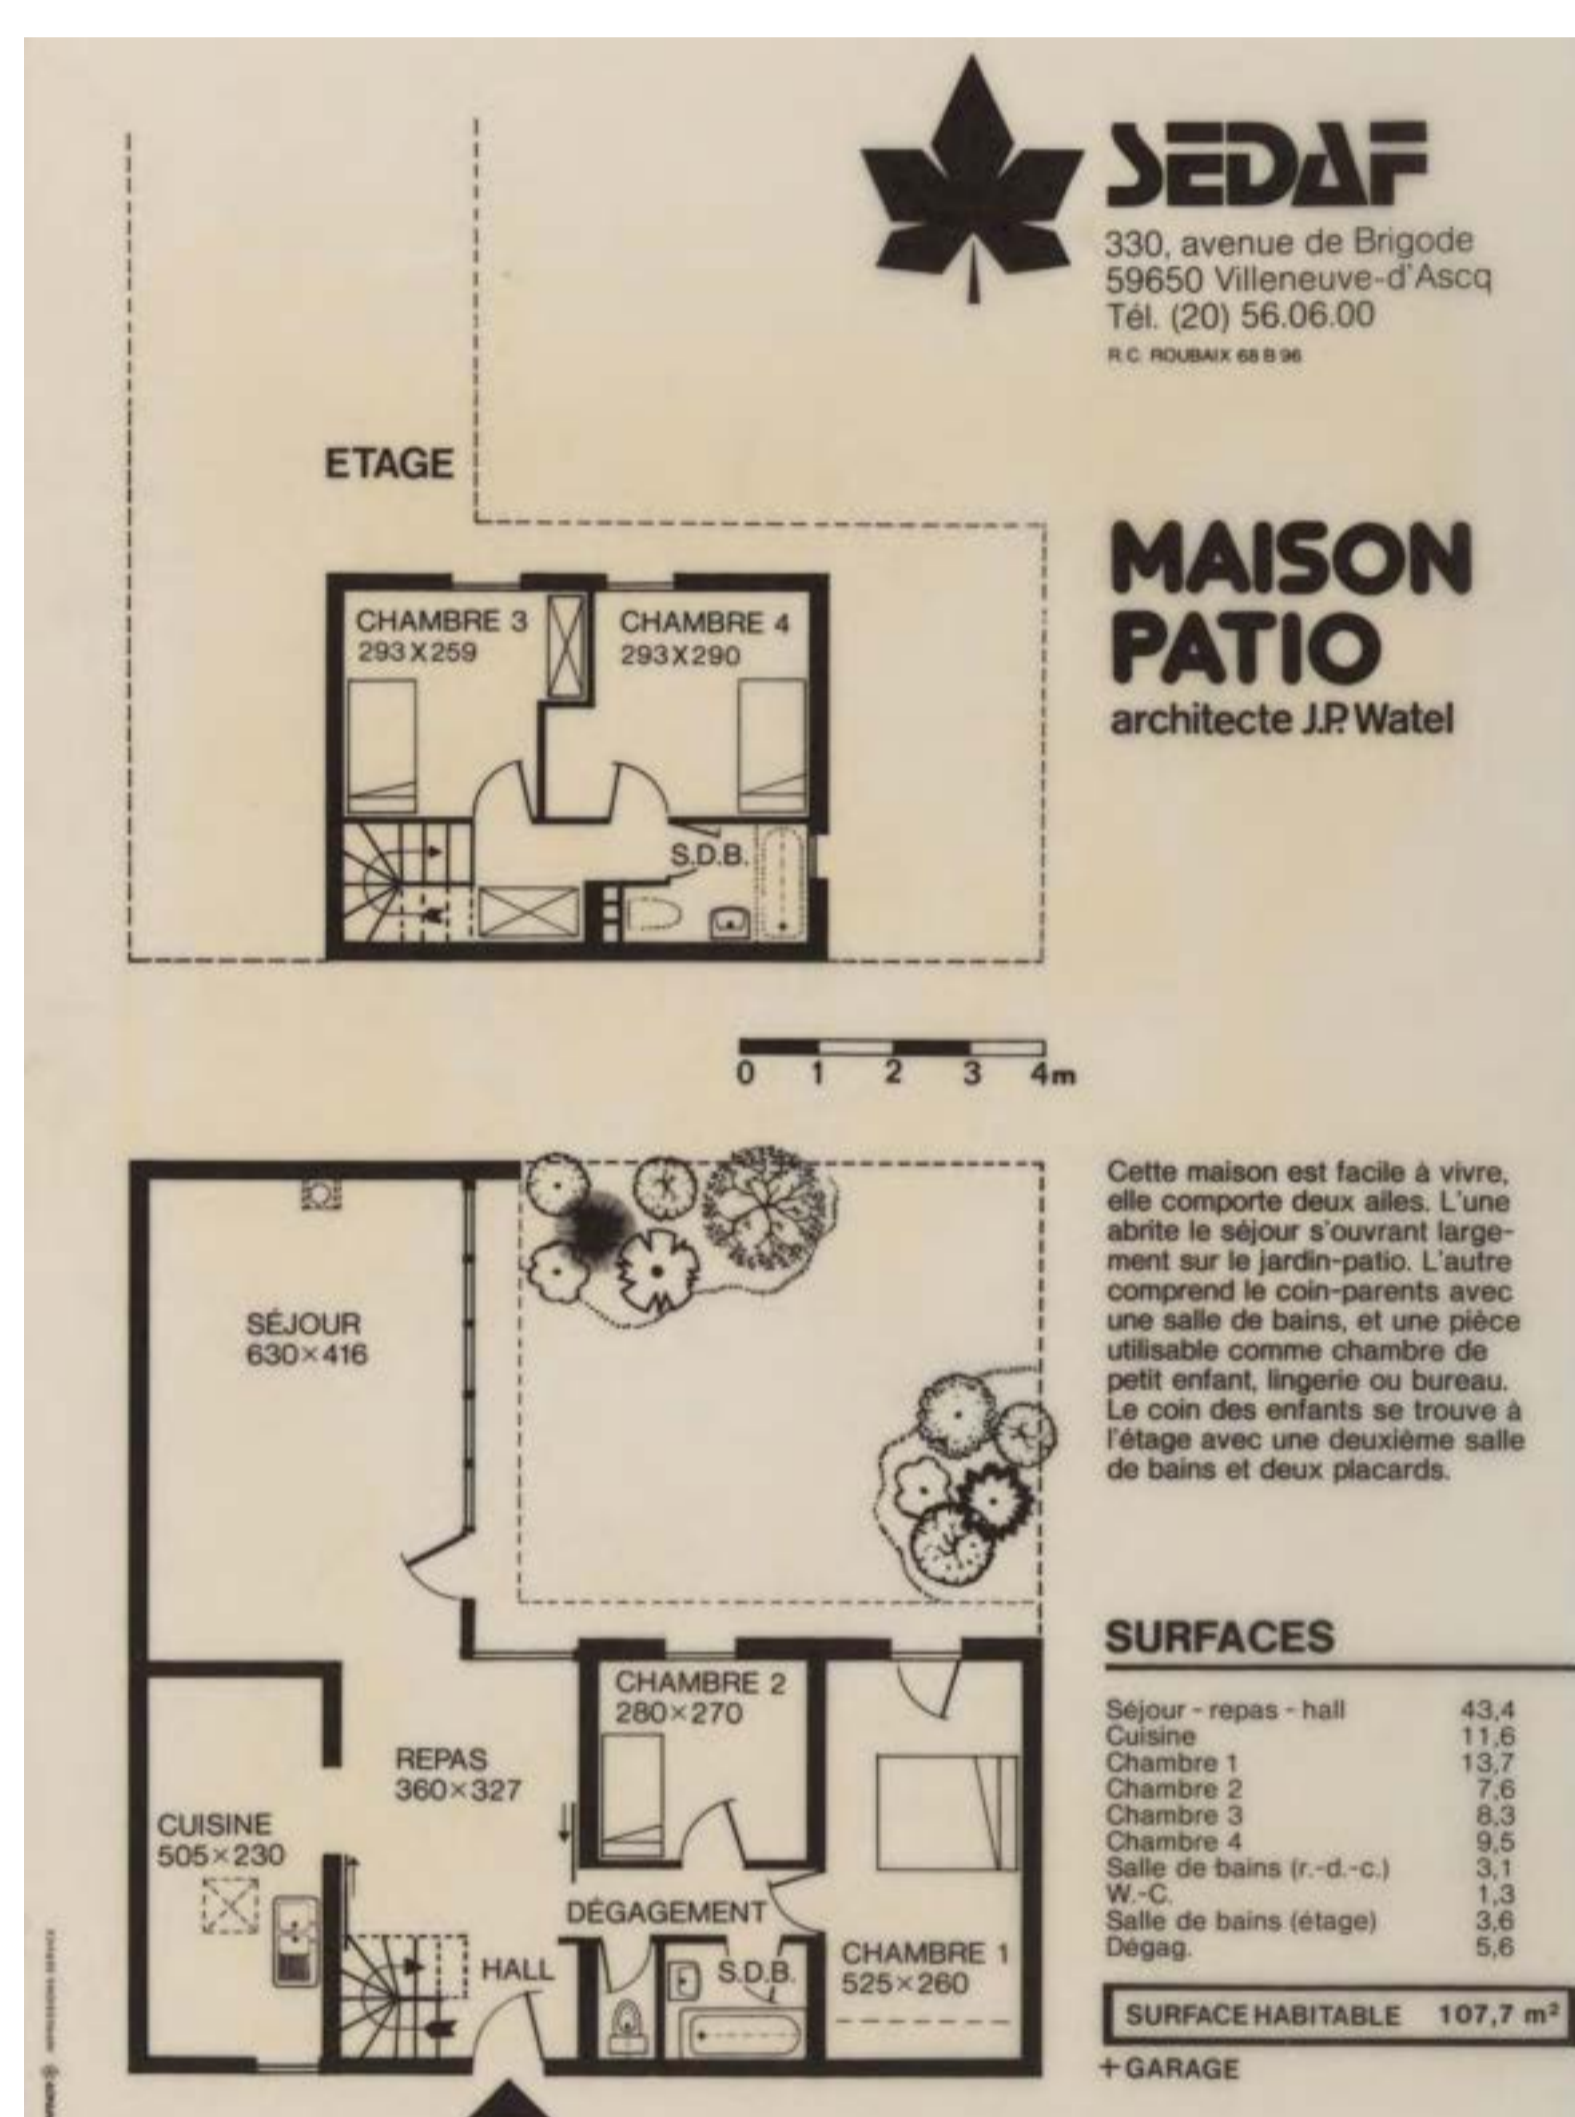 SEDAF
330, avenue de Brigode
59650 Villeneuve-d'Ascq
Tél. (20) 56.06.00
R.C. ROUBAIX 68 B 96
ETAGE
MAISON
PATIO
architecte J.P. Watel
CHAMBRE 3
293X259
CHAMBRE 4
293X290
S.D.B.
0 1 2 3 4m
Cette maison est facile à vivre,
elle comporte deux ailes. L'une
abrite le séjour s'ouvrant large-
ment sur le jardin-patio. L'autre
comprend le coin-parents avec
une salle de bains, et une pièce
utilisable comme chambre de
petit enfant, lingerie ou bureau.
Le coin des enfants se trouve à
l'étage avec une deuxième salle
de bains et deux placards.
SÉJOUR
630×416
CHAMBRE 2
280×270
REPAS
360×327
CUISINE
505×230
DÉGAGEMENT
HALL
S.D.B.
CHAMBRE 1
525×260
SURFACES
Séjour - repas - hall 43,4
Cuisine 11,6
Chambre 1 13,7
Chambre 2 7,6
Chambre 3 8,3
Chambre 4 9,5
Salle de bains (r.-d.-c.) 3,1
W.-C. 1,3
Salle de bains (étage) 3,6
Dégag. 5,6
SURFACE HABITABLE 107,7 m²
+ GARAGE